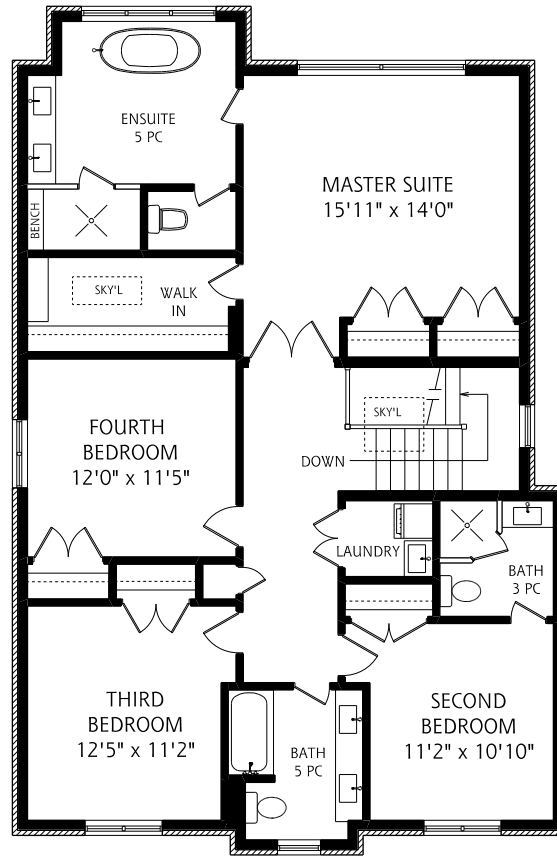 ENSUITE
5 PC
MASTER SUITE
15'11" x 14'0"
BENCH
SKY'L
WALK
IN
SKY'L
FOURTH
BEDROOM
12'0" x 11'5"
DOWN
LAUNDRY
BATH
3 PC
THIRD
BEDROOM
12'5" x 11'2"
SECOND
BEDROOM
11'2" x 10'10"
BATH
5 PC